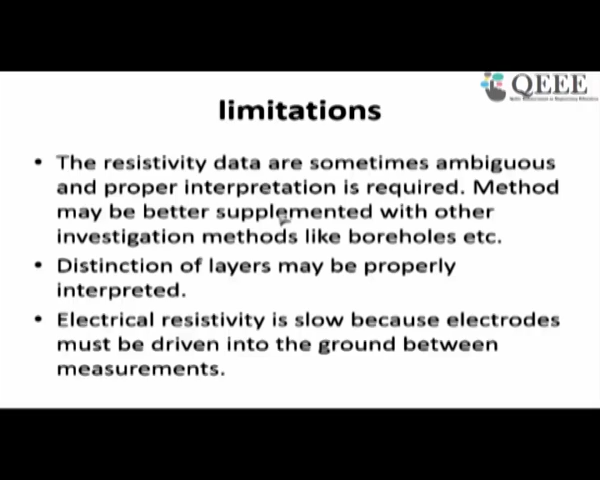 QEEE
limitations
• The resistivity data are sometimes ambiguous
and proper interpretation is required. Method
may be better supplemented with other
investigation methods like boreholes etc.
• Distinction of layers may be properly
interpreted.
• Electrical resistivity is slow because electrodes
must be driven into the ground between
measurements.